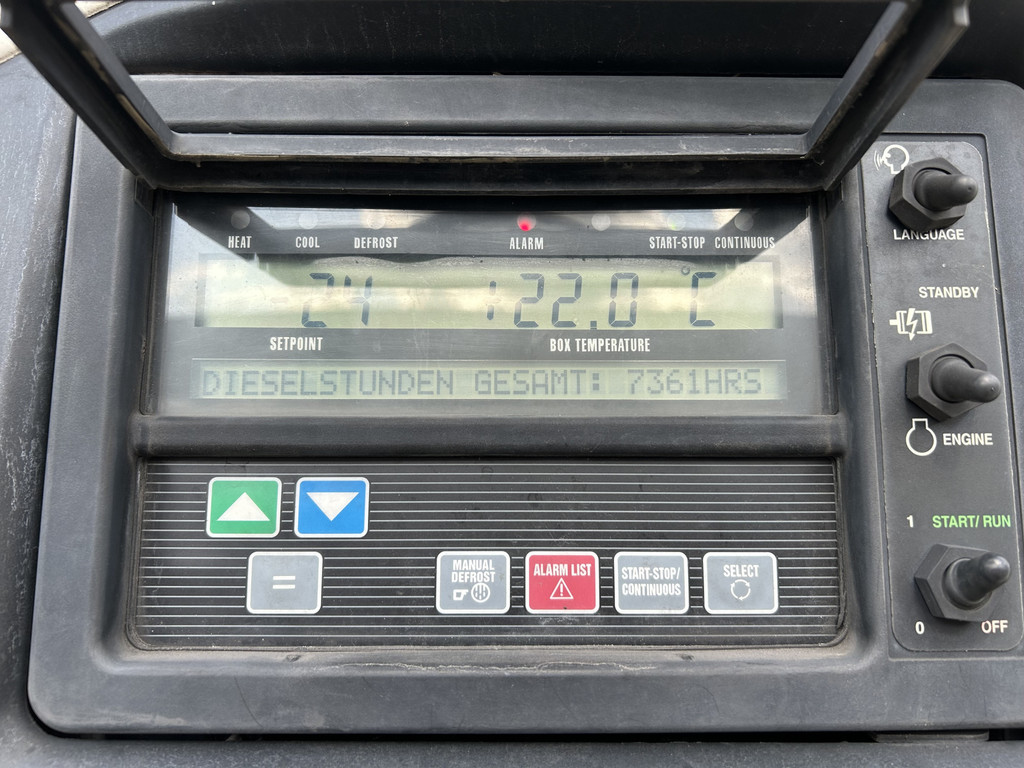 HEAT COOL DEFROST ALARM START-STOP CONTINUOUS
LANGUAGE
-24 +22.0 °C
SETPOINT BOX TEMPERATURE
STANDBY
DIESELSTUNDEN GESAMT: 7361HRS
ENGINE
1 START/RUN
=
MANUAL
DEFROST
ALARM LIST
START-STOP/
CONTINUOUS
SELECT
0 OFF